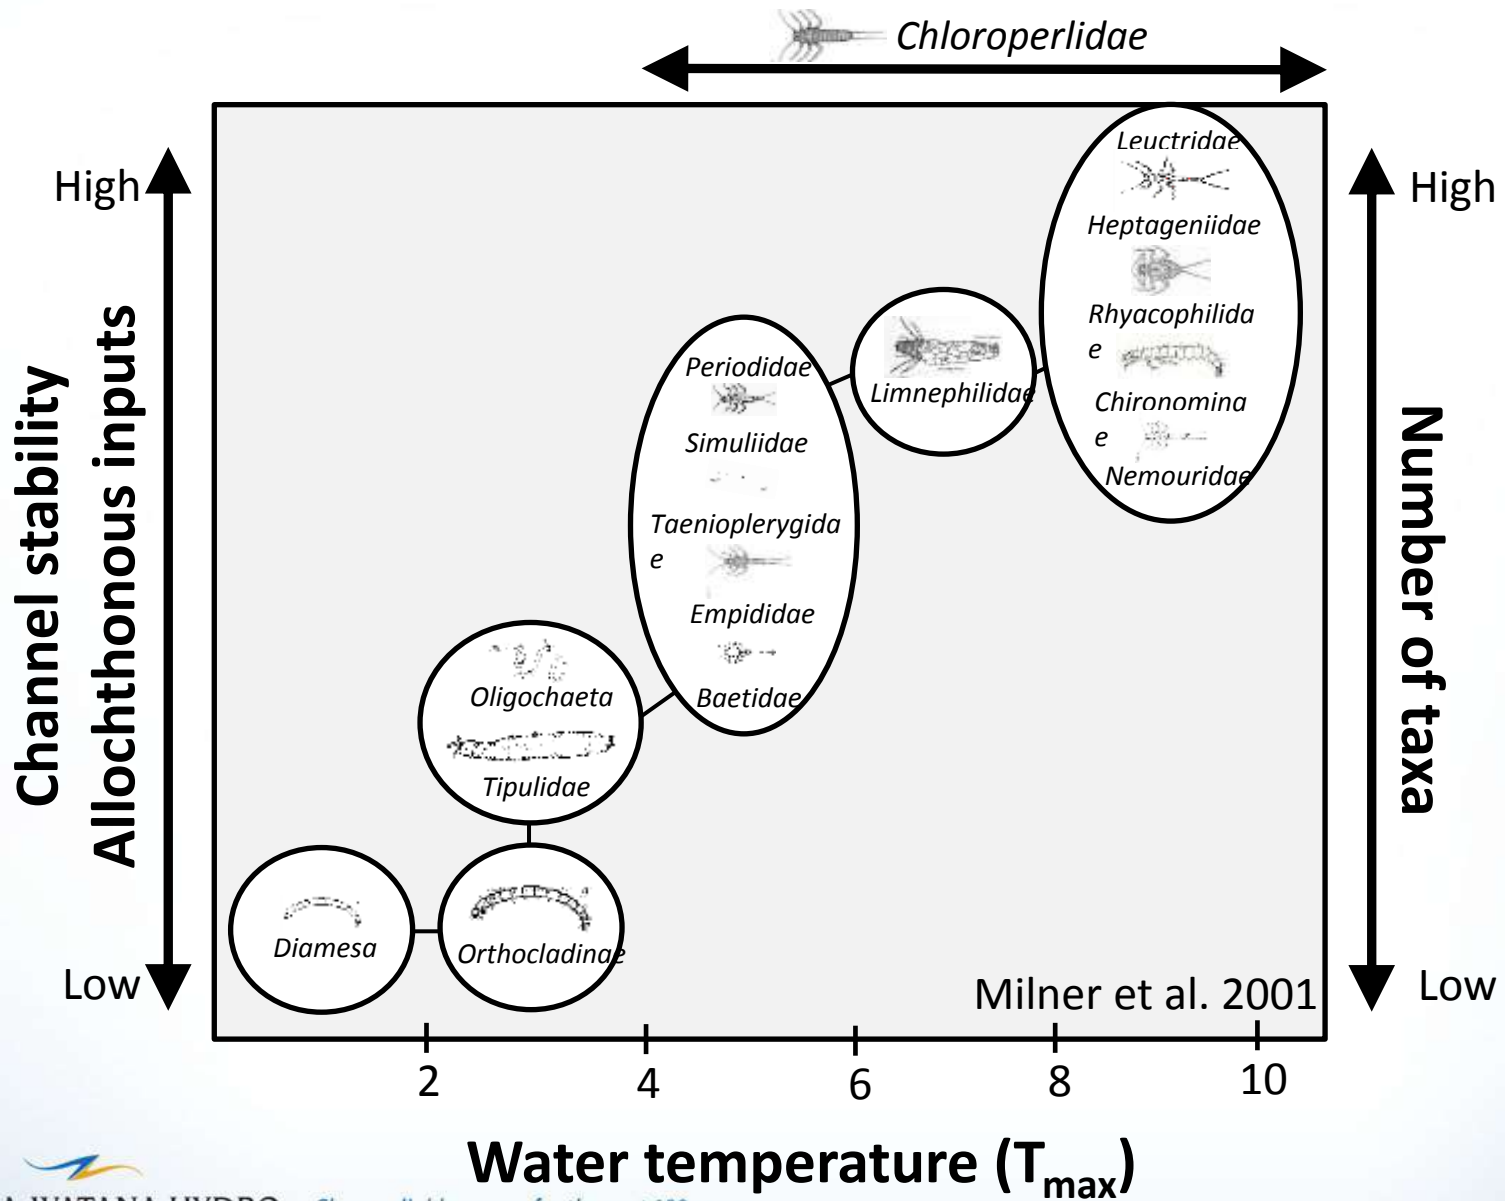 Chloroperlidae
High
Low
Channel stability
Allochthonous inputs
Leuctridae
Heptageniidae
Rhyacophilida
e
Chironomina
e
Nemouridae
Limnephilidae
Periodidae
Simuliidae
Taenioplerygida
e
Empididae
Baetidae
Oligochaeta
Tipulidae
Diamesa
Orthocladinae
Milner et al. 2001
High
Low
Number of taxa
2
4
6
8
10
Water temperature (Tmax)
WATANA HYDRO